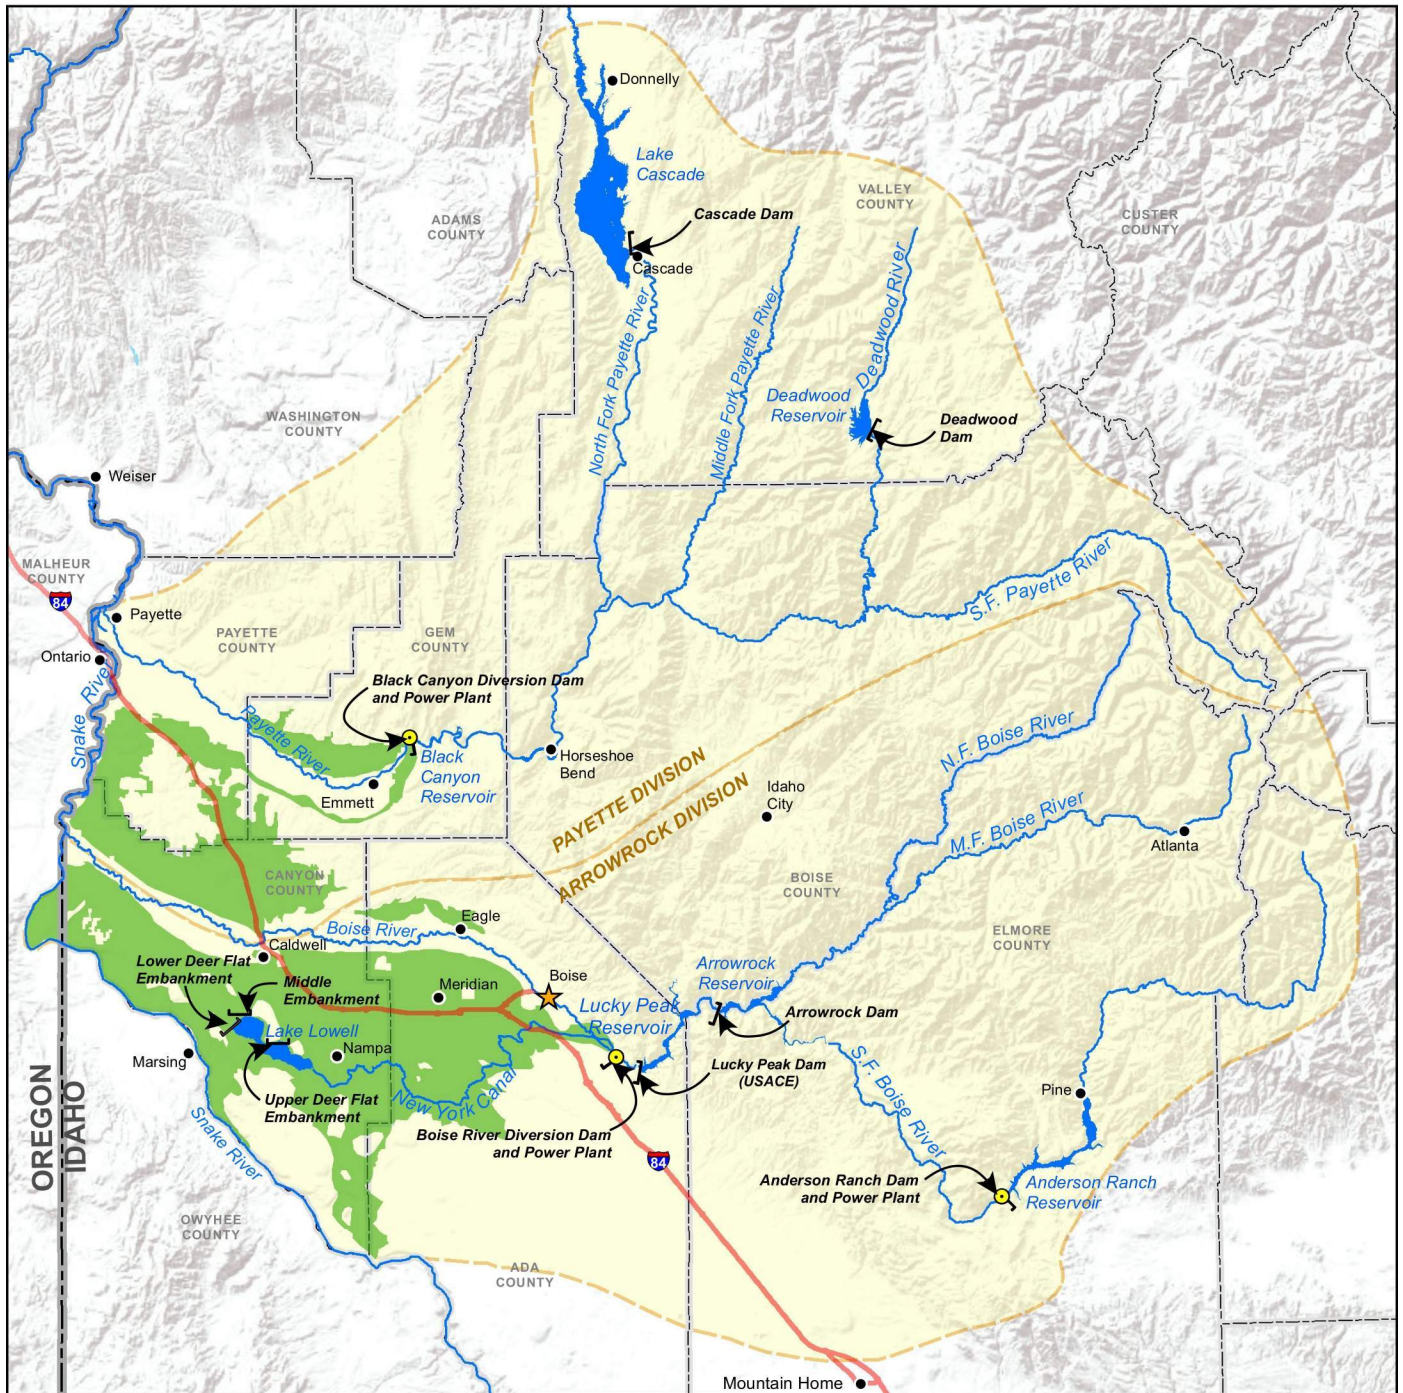 Donnelly
Lake
Cascade
VALLEY
COUNTY
Cascade Dam
ADAMS
COUNTY
CUSTER
COUNTY
Cascade
North Fork Payette River
Middle Fork Payette River
Deadwood River
Deadwood
Reservoir
Deadwood
Dam
WASHINGTON
COUNTY
Weiser
MALHEUR
COUNTY
84
Payette
S.F. Payette River
PAYETTE
COUNTY
GEM
COUNTY
Ontario
Snake River
Black Canyon Diversion Dam
and Power Plant
Payette River
Black
Canyon
Reservoir
Horseshoe
Bend
Emmett
N.F. Boise River
PAYETTE DIVISION
ARROWROCK DIVISION
Idaho
City
M.F. Boise River
Atlanta
CANYON
COUNTY
BOISE
COUNTY
Eagle
Boise River
ELMORE
COUNTY
Caldwell
Lower Deer Flat
Embankment
Middle
Embankment
Meridian
Boise
Arrowrock
Reservoir
Lucky Peak
Reservoir
Arrowrock Dam
Lake Lowell
Nampa
Marsing
Lucky Peak Dam
(USACE)
S.F. Boise River
Pine
Upper Deer Flat
Embankment
New York Canal
Boise River Diversion Dam
and Power Plant
84
OREGON
IDAHO
Snake River
Anderson Ranch Dam
and Power Plant
Anderson Ranch
Reservoir
OWYHEE
COUNTY
ADA
COUNTY
Mountain Home